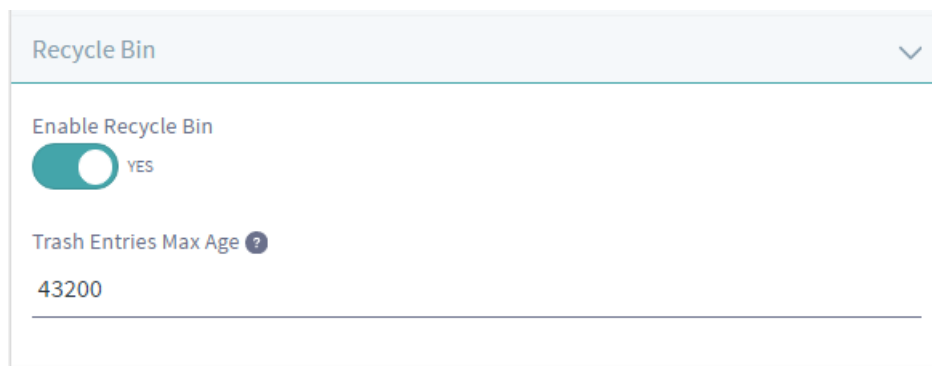 Recycle Bin
Enable Recycle Bin
YES
Trash Entries Max Age ?
43200